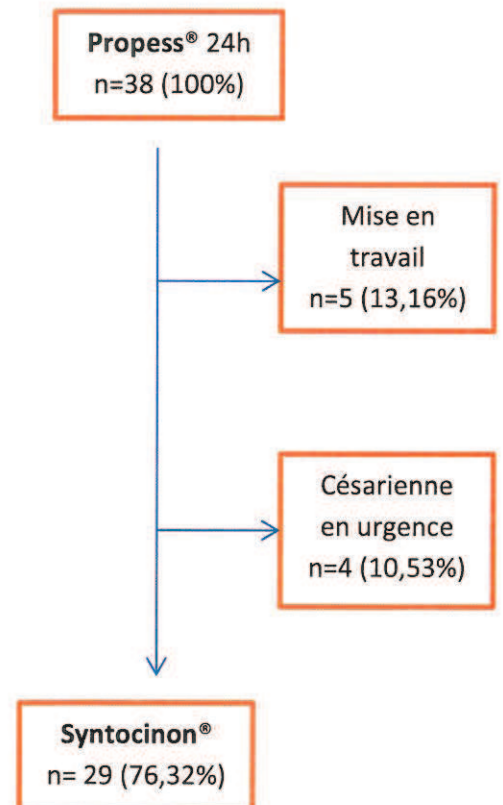 Propess® 24h
n=38 (100%)
Mise en
travail
n=5 (13,16%)
Césarienne
en urgence
n=4 (10,53%)
Syntocinon®
n= 29 (76,32%)